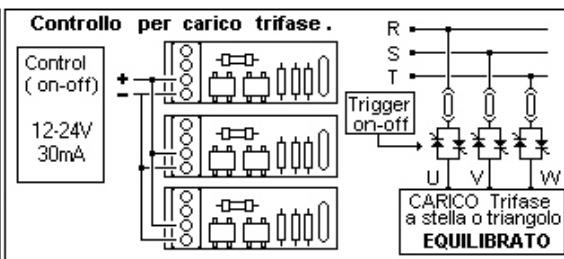 Controllo per carico trifase.
Control
( on-off)
12-24V
30mA
+
-
R
S
T
Trigger
on-off
U V W
CARICO Trifase
a stella o triangolo
EQUILIBRATO